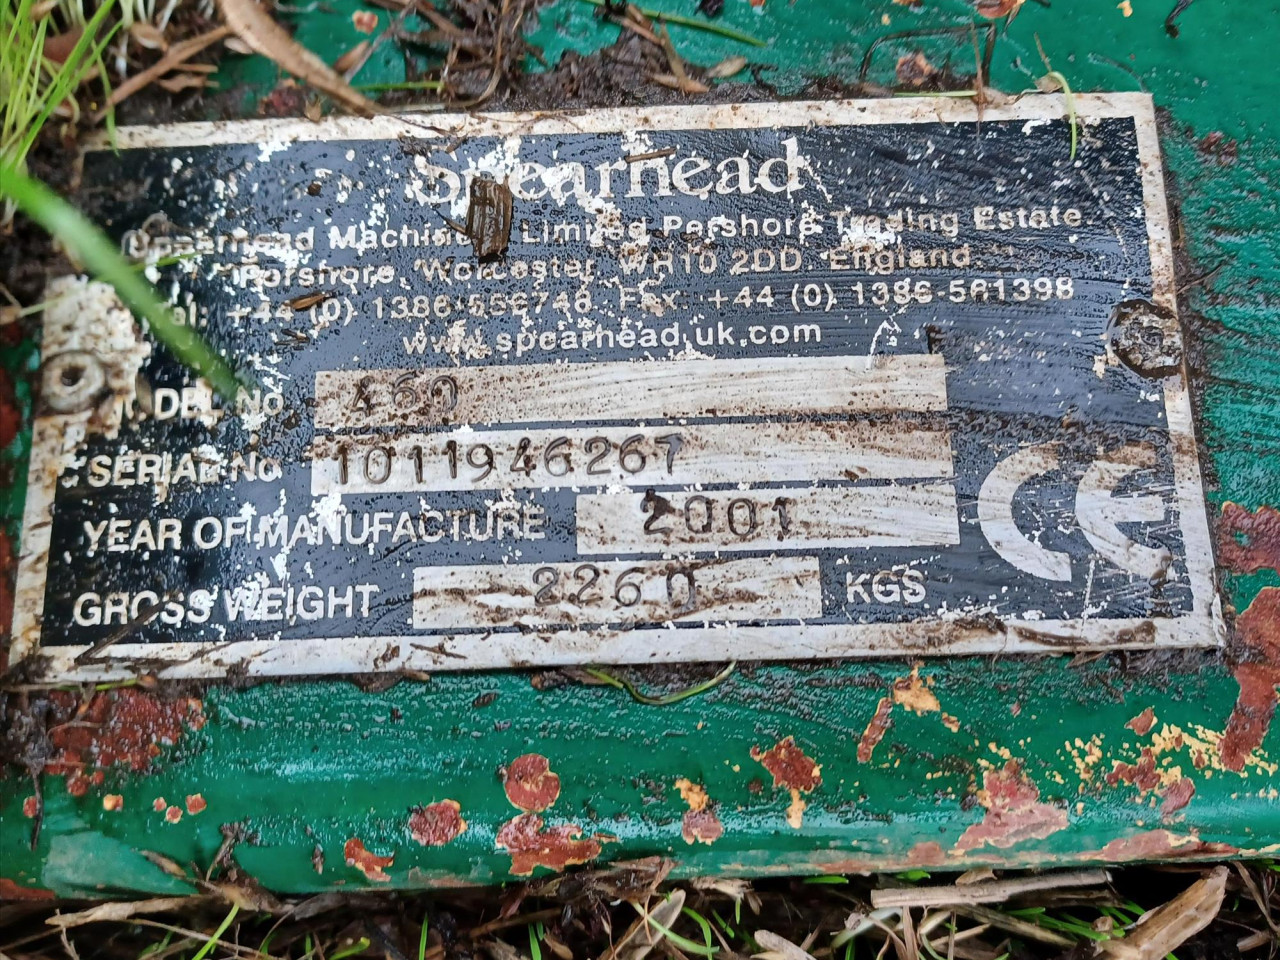 Spearhead
Spearhead Machinery Limited Pershore Trading Estate
Pershore, Worcester, WR10 2DD England
Tel: +44 (0) 1386 556748 Fax: +44 (0) 1386 561398
www.spearhead.uk.com
MODEL No A60
SERIAL No 1011946267
YEAR OF MANUFACTURE 2001
GROSS WEIGHT 2260 KGS
CE